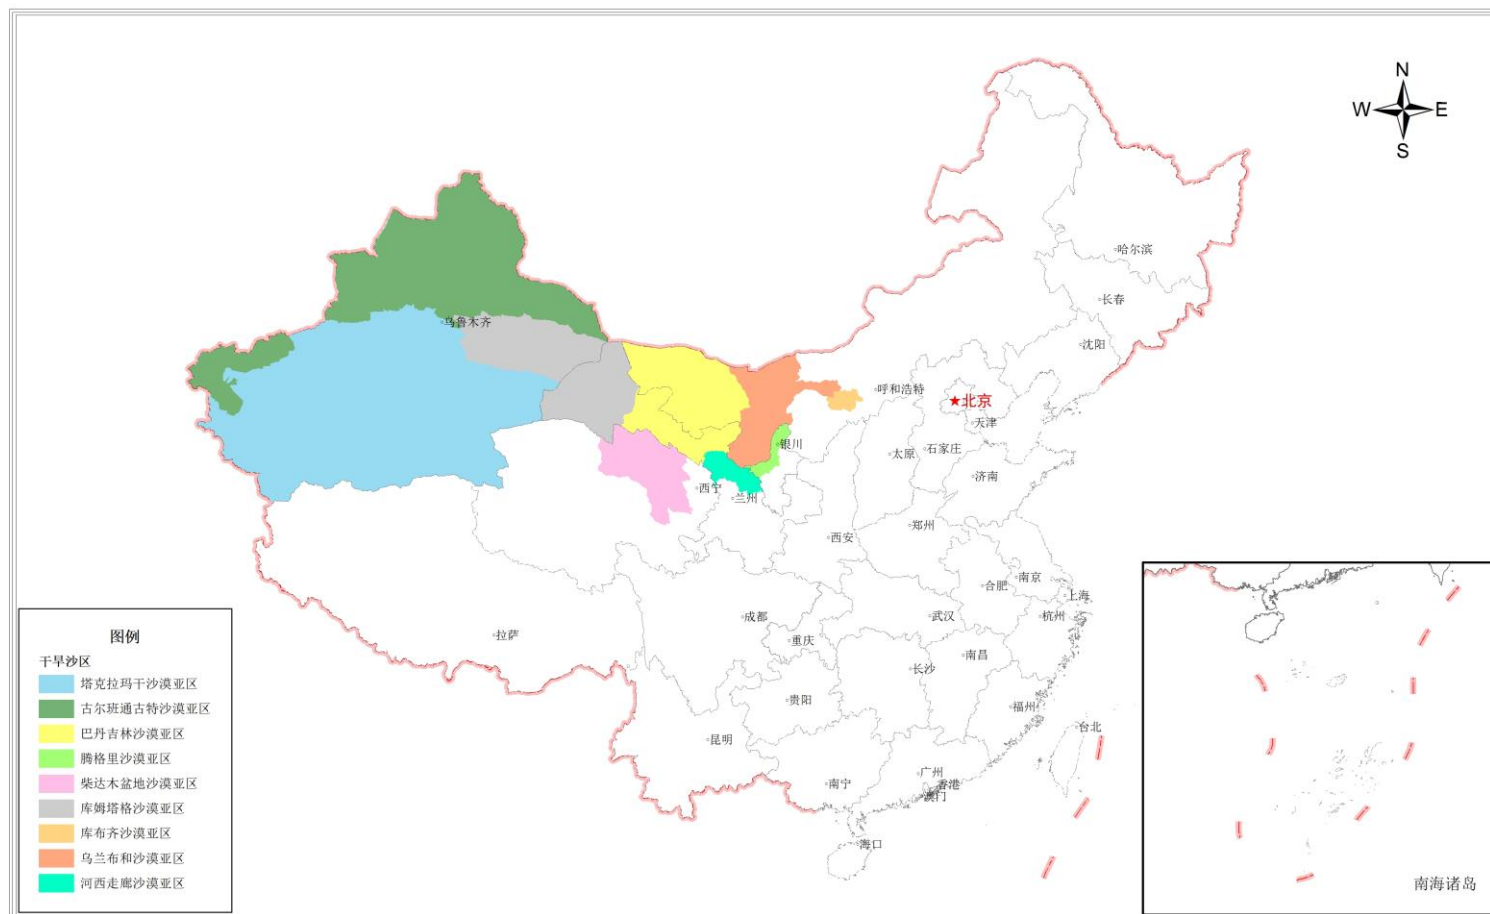 N
W E
S
哈尔滨
长春
乌鲁木齐
沈阳
呼和浩特
★北京
天津
银川
石家庄
太原
济南
西宁
兰州
郑州
西安
南京
合肥
上海
成都
武汉
杭州
拉萨
重庆
南昌
长沙
贵阳
福州
台北
昆明
广州
南宁
香港
澳门
海口
南海诸岛
图例
干旱沙区
塔克拉玛干沙漠亚区
古尔班通古特沙漠亚区
巴丹吉林沙漠亚区
腾格里沙漠亚区
柴达木盆地沙漠亚区
库姆塔格沙漠亚区
库布齐沙漠亚区
乌兰布和沙漠亚区
河西走廊沙漠亚区